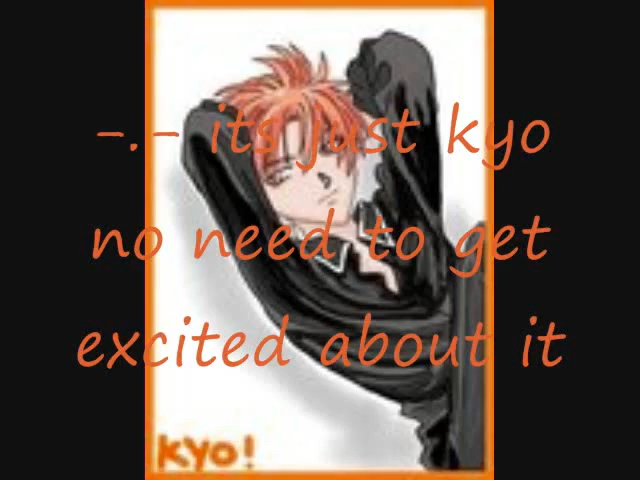 -.- its just kyo
no need to get
excited about it
kyo!